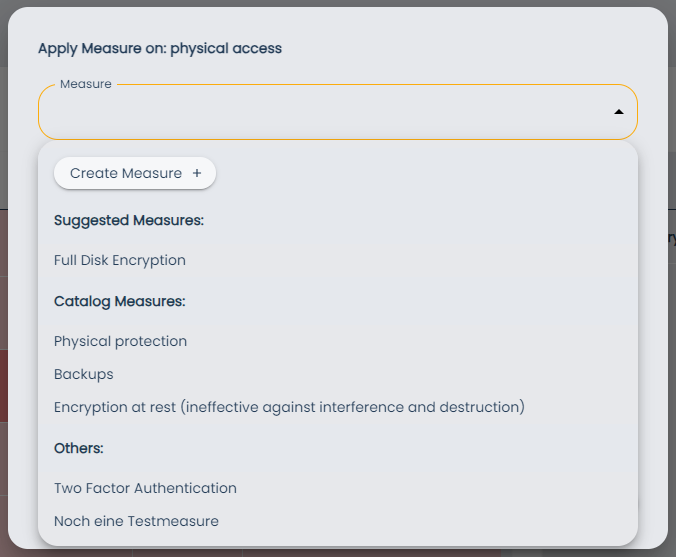 Apply Measure on: physical access
Measure
Create Measure +
Suggested Measures:
Full Disk Encryption
Catalog Measures:
Physical protection
Backups
Encryption at rest (ineffective against interference and destruction)
Others:
Two Factor Authentication
Noch eine Testmeasure